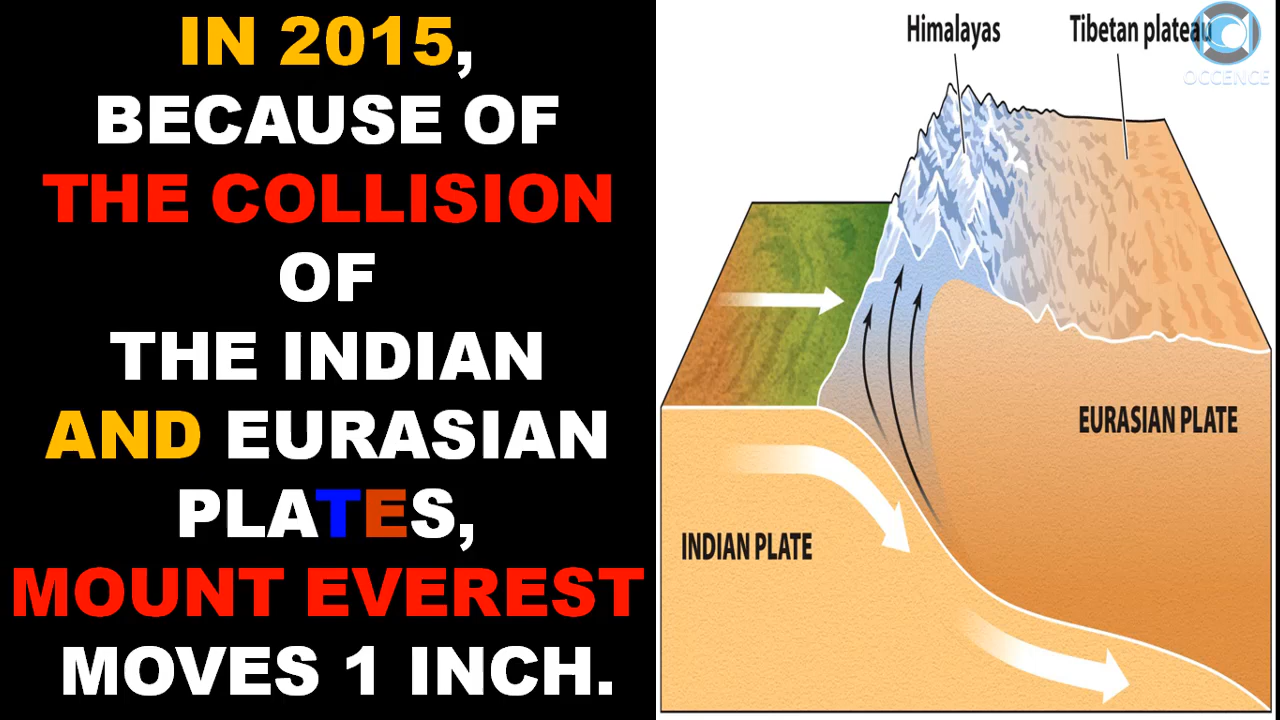 IN 2015,
BECAUSE OF
THE COLLISION
OF
THE INDIAN
AND EURASIAN
PLATES,
MOUNT EVEREST
MOVES 1 INCH.
Himalayas
Tibetan plateau
OCCENCE
EURASIAN PLATE
INDIAN PLATE